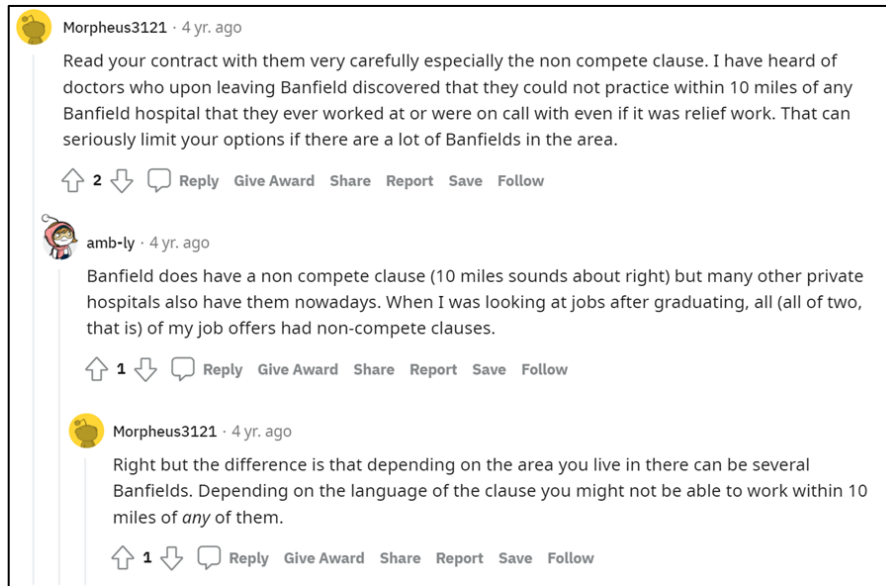 Morpheus3121 · 4 yr. ago
Read your contract with them very carefully especially the non compete clause. I have heard of
doctors who upon leaving Banfield discovered that they could not practice within 10 miles of any
Banfield hospital that they ever worked at or were on call with even if it was relief work. That can
seriously limit your options if there are a lot of Banfields in the area.
2 Reply Give Award Share Report Save Follow
amb-ly · 4 yr. ago
Banfield does have a non compete clause (10 miles sounds about right) but many other private
hospitals also have them nowadays. When I was looking at jobs after graduating, all (all of two,
that is) of my job offers had non-compete clauses.
1 Reply Give Award Share Report Save Follow
Morpheus3121 · 4 yr. ago
Right but the difference is that depending on the area you live in there can be several
Banfields. Depending on the language of the clause you might not be able to work within 10
miles of any of them.
1 Reply Give Award Share Report Save Follow